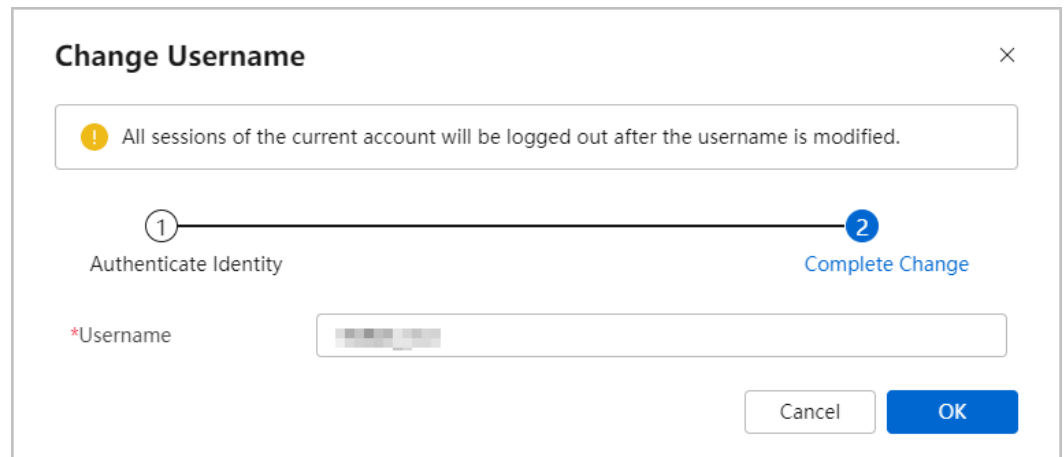 Change Username
All sessions of the current account will be logged out after the username is modified.
1
2
Authenticate Identity
Complete Change
*Username
Cancel
OK